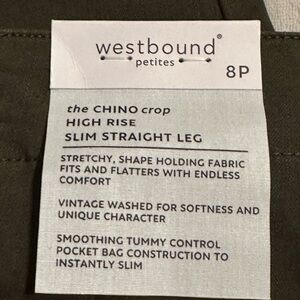 westbound®
petites
8P
the CHINO crop
HIGH RISE
SLIM STRAIGHT LEG
STRETCHY, SHAPE HOLDING FABRIC
FITS AND FLATTERS WITH ENDLESS
COMFORT
VINTAGE WASHED FOR SOFTNESS AND
UNIQUE CHARACTER
SMOOTHING TUMMY CONTROL
POCKET BAG CONSTRUCTION TO
INSTANTLY SLIM